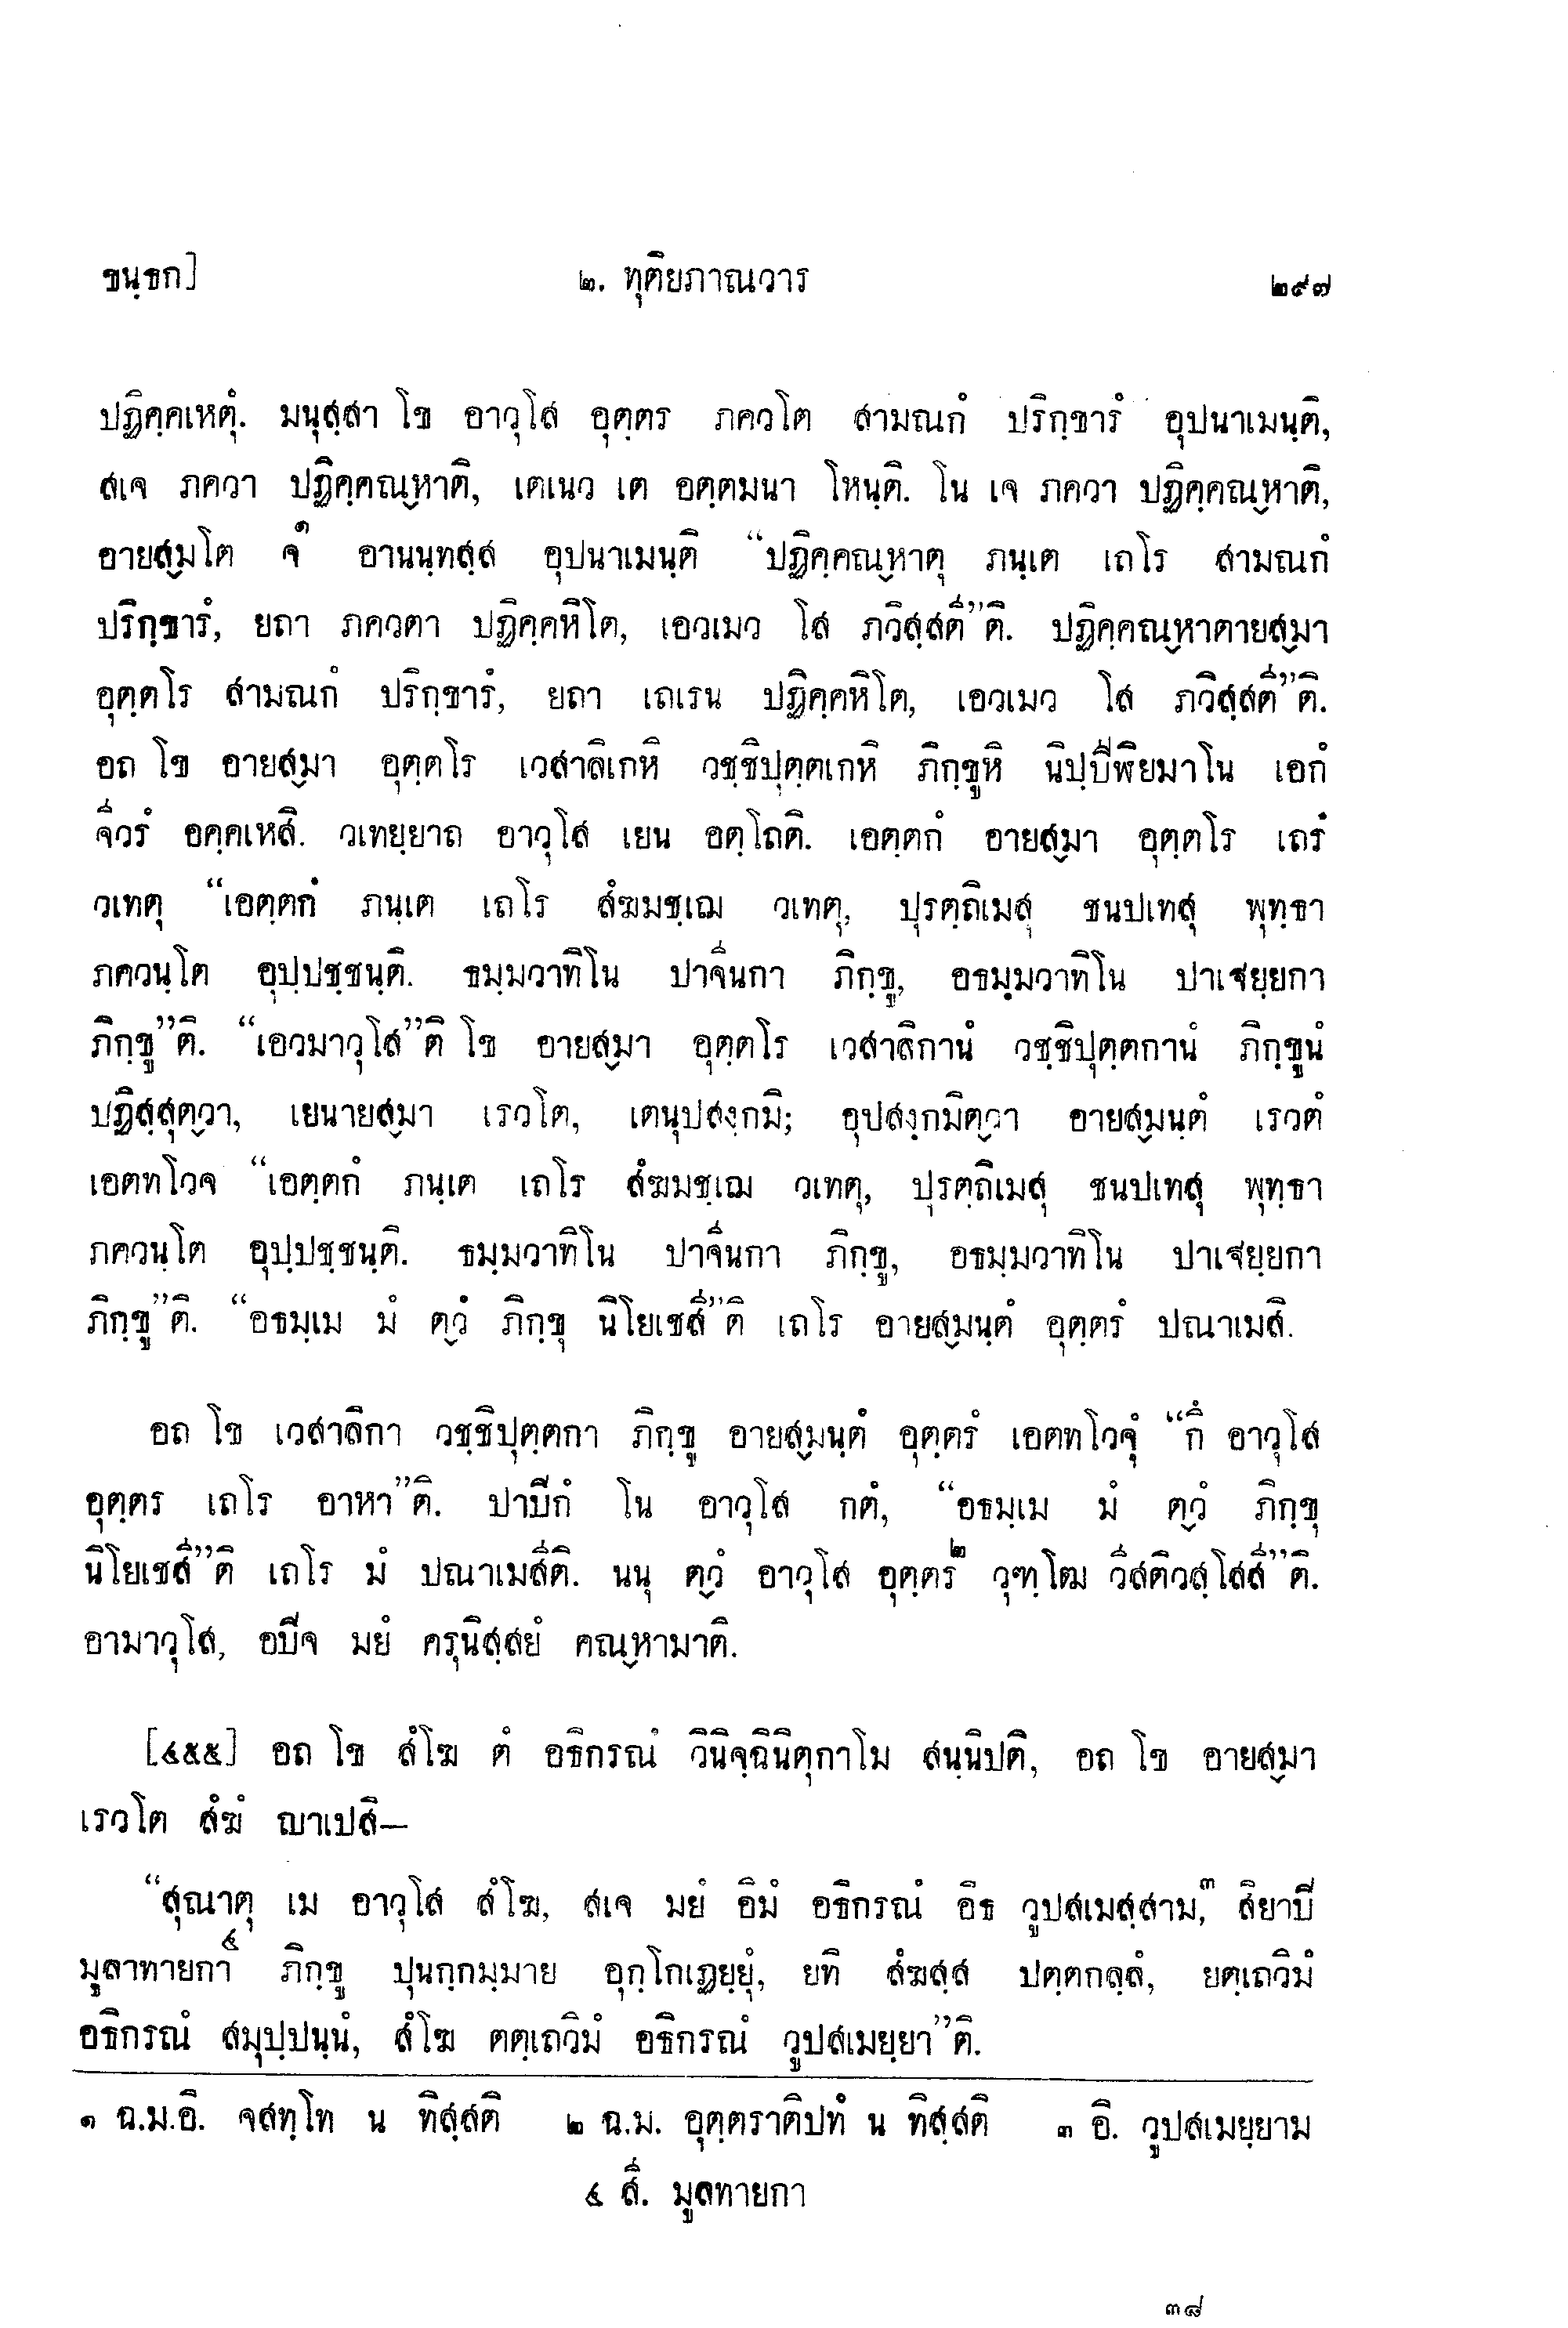 ขนฺธก]
๒. ทุติยภาณวาร
๒๙๗
ปฏิคฺคเหตุํ. มนุสฺสา โข อาวุโส อุตฺตร ภควโต สามณกํ ปริกฺขารํ อุปนาเมนฺติ,
สเจ ภควา ปฏิคฺคณฺหาติ, เตเนว เต อตฺตมนา โหนฺติ. โน เจ ภควา ปฏิคฺคณฺหาติ,
อายสฺมโต จ๑ อานนฺทสฺส อุปนาเมนฺติ “ปฏิคฺคณฺหาตุ ภนฺเต เถโร สามณกํ
ปริกฺขารํ, ยถา ภควตา ปฏิคฺคหิโต, เอวเมว โส ภวิสฺสตี”ติ. ปฏิคฺคณฺหาตายสฺมา
อุตฺตโร สามณกํ ปริกฺขารํ, ยถา เถเรน ปฏิคฺคหิโต, เอวเมว โส ภวิสฺสตี”ติ.
อถ โข อายสฺมา อุตฺตโร เวสาลิเกหิ วชฺชิปุตฺตเกหิ ภิกฺขูหิ นิปฺปีฬิยมาโน เอกํ
จีวรํ อคฺคเหสิ. วเทยฺยาถ อาวุโส เยน อตฺโถติ. เอตฺตกํ อายสฺมา อุตฺตโร เถรํ
วเทตุ “เอตฺตกํ ภนฺเต เถโร สํฆมชฺเฌ วเทตุ, ปุรตฺถิเมสุ ชนปเทสุ พุทฺธา
ภควนฺโต อุปฺปชฺชนฺติ. ธมฺมวาทิโน ปาจีนกา ภิกฺขู, อธมฺมวาทิโน ปาเฐยฺยกา
ภิกฺขู”ติ. “เอวมาวุโส”ติ โข อายสฺมา อุตฺตโร เวสาลิกานํ วชฺชิปุตฺตกานํ ภิกฺขูนํ
ปฏิสฺสุตฺวา, เยนายสฺมา เรวโต, เตนุปสงฺกมิ; อุปสงฺกมิตฺวา อายสฺมนฺตํ เรวตํ
เอตทโวจ “เอตฺตกํ ภนฺเต เถโร สํฆมชฺเฌ วเทตุ, ปุรตฺถิเมสุ ชนปเทสุ พุทฺธา
ภควนฺโต อุปฺปชฺชนฺติ. ธมฺมวาทิโน ปาจีนกา ภิกฺขู, อธมฺมวาทิโน ปาเฐยฺยกา
ภิกฺขู”ติ. “อธมฺเม มํ ตฺวํ ภิกฺขุ นิโยเชสี”ติ เถโร อายสฺมนฺตํ อุตฺตรํ ปณาเมสิ.
อถ โข เวสาลิกา วชฺชิปุตฺตกา ภิกฺขู อายสฺมนฺตํ อุตฺตรํ เอตทโวจุํ “กึ อาวุโส
อุตฺตร เถโร อาหา”ติ. ปาปิกํ โน อาวุโส กตํ, “อธมฺเม มํ ตฺวํ ภิกฺขุ
นิโยเชสี”ติ เถโร มํ ปณาเมสีติ. นนุ ตฺวํ อาวุโส อุตฺตร๒ วุฑฺโฒ วีสติวสฺโสสี”ติ.
อามาวุโส, อปิจ มยํ ครุนิสฺสยํ คณฺหามาติ.
[๔๕๕] อถ โข สํโฆ ตํ อธิกรณํ วินิจฺฉินิตุกาโม สนฺนิปติ, อถ โข อายสฺมา
เรวโต สํฆํ ญาเปสิ—
“สุณาตุ เม อาวุโส สํโฆ, สเจ มยํ อิมํ อธิกรณํ อิธ วูปสเมสฺสาม,๓ สิยาปิ
มูลาทายกา๔ ภิกฺขู ปุนกฺกมฺมาย อุกฺโกเฏยฺยุํ, ยทิ สํฆสฺส ปตฺตกลฺลํ, ยตฺเถวิมํ
อธิกรณํ สมุปฺปนฺนํ, สํโฆ ตตฺเถวิมํ อธิกรณํ วูปสเมยฺยา”ติ.
๑ ฉ.ม.อิ. จสทฺโท น ทิสฺสติ ๒ ฉ.ม. อุตฺตราติปทํ น ทิสฺสติ ๓ อิ. วูปสเมยฺยาม
๔ สี. มูลทายกา
๓๘